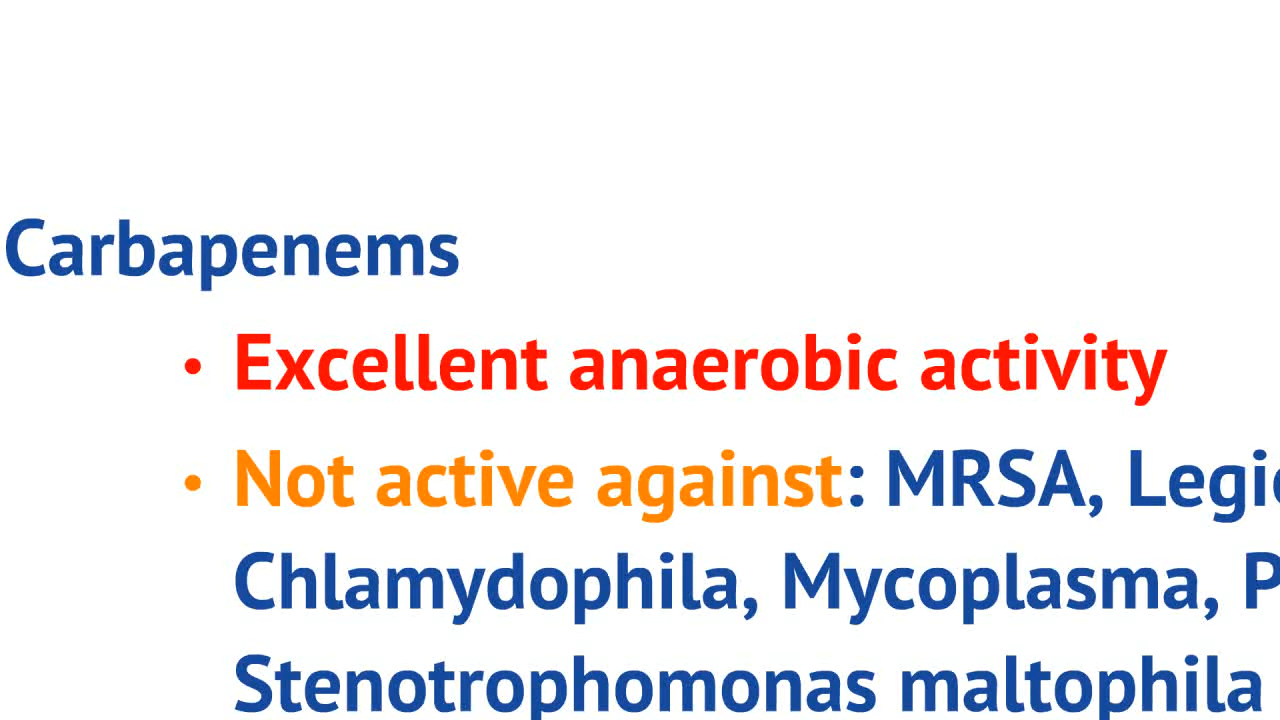 Carbapenems
• Excellent anaerobic activity
• Not active against: MRSA,
Chlamydophila, Mycoplasma,
Stenotrophomonas maltophila